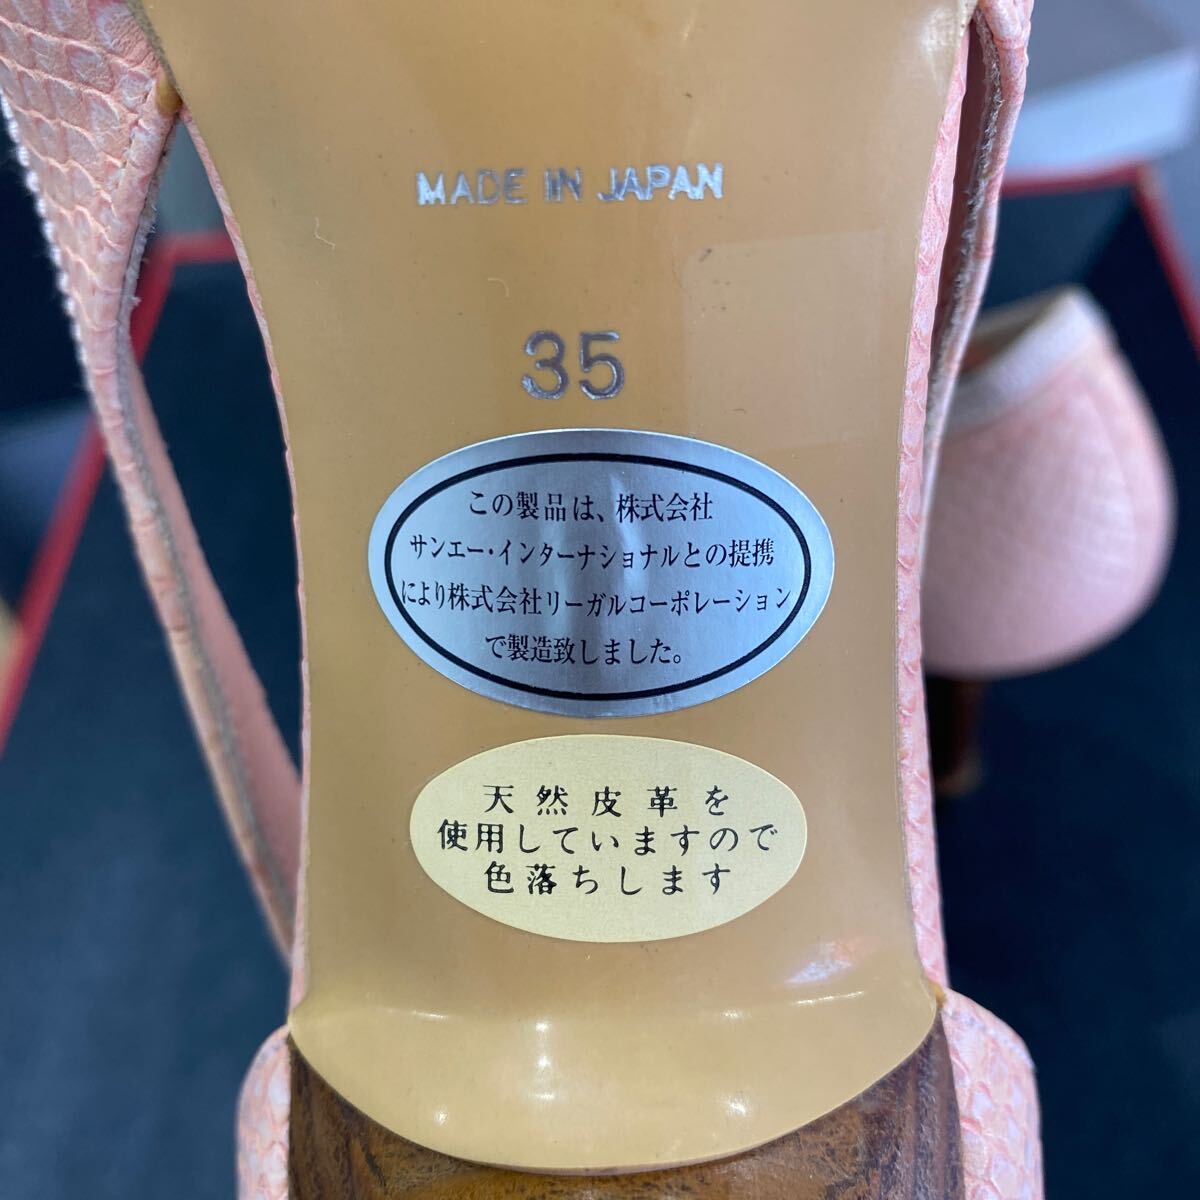 MADE IN JAPAN
35
この製品は、株式会社
サンエー・インターナショナルとの提携
により株式会社リーガルコーポレーション
で製造致しました。
天然皮革を
使用していますので
色落ちします